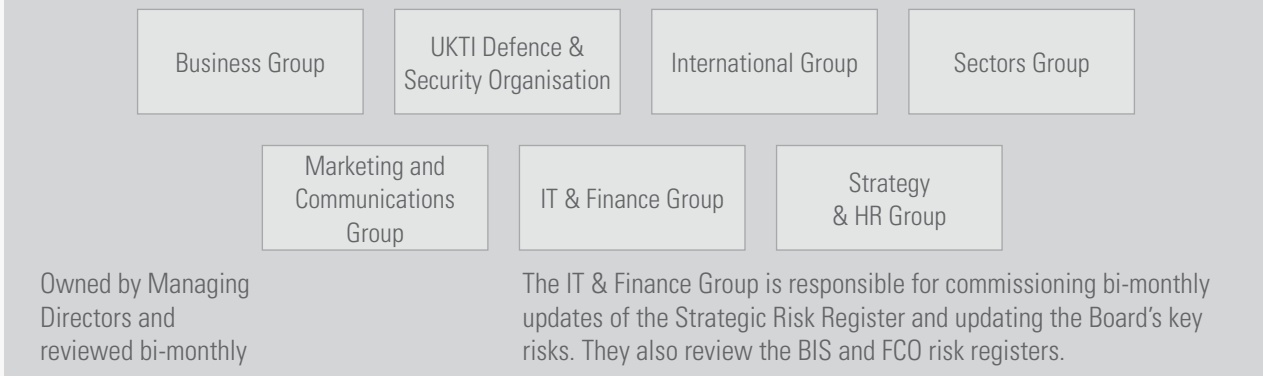 Business Group
UKTI Defence &
Security Organisation
International Group
Sectors Group
Marketing and
Communications
Group
IT & Finance Group
Strategy
& HR Group
Owned by Managing
Directors and
reviewed bi-monthly
The IT & Finance Group is responsible for commissioning bi-monthly
updates of the Strategic Risk Register and updating the Board’s key
risks. They also review the BIS and FCO risk registers.